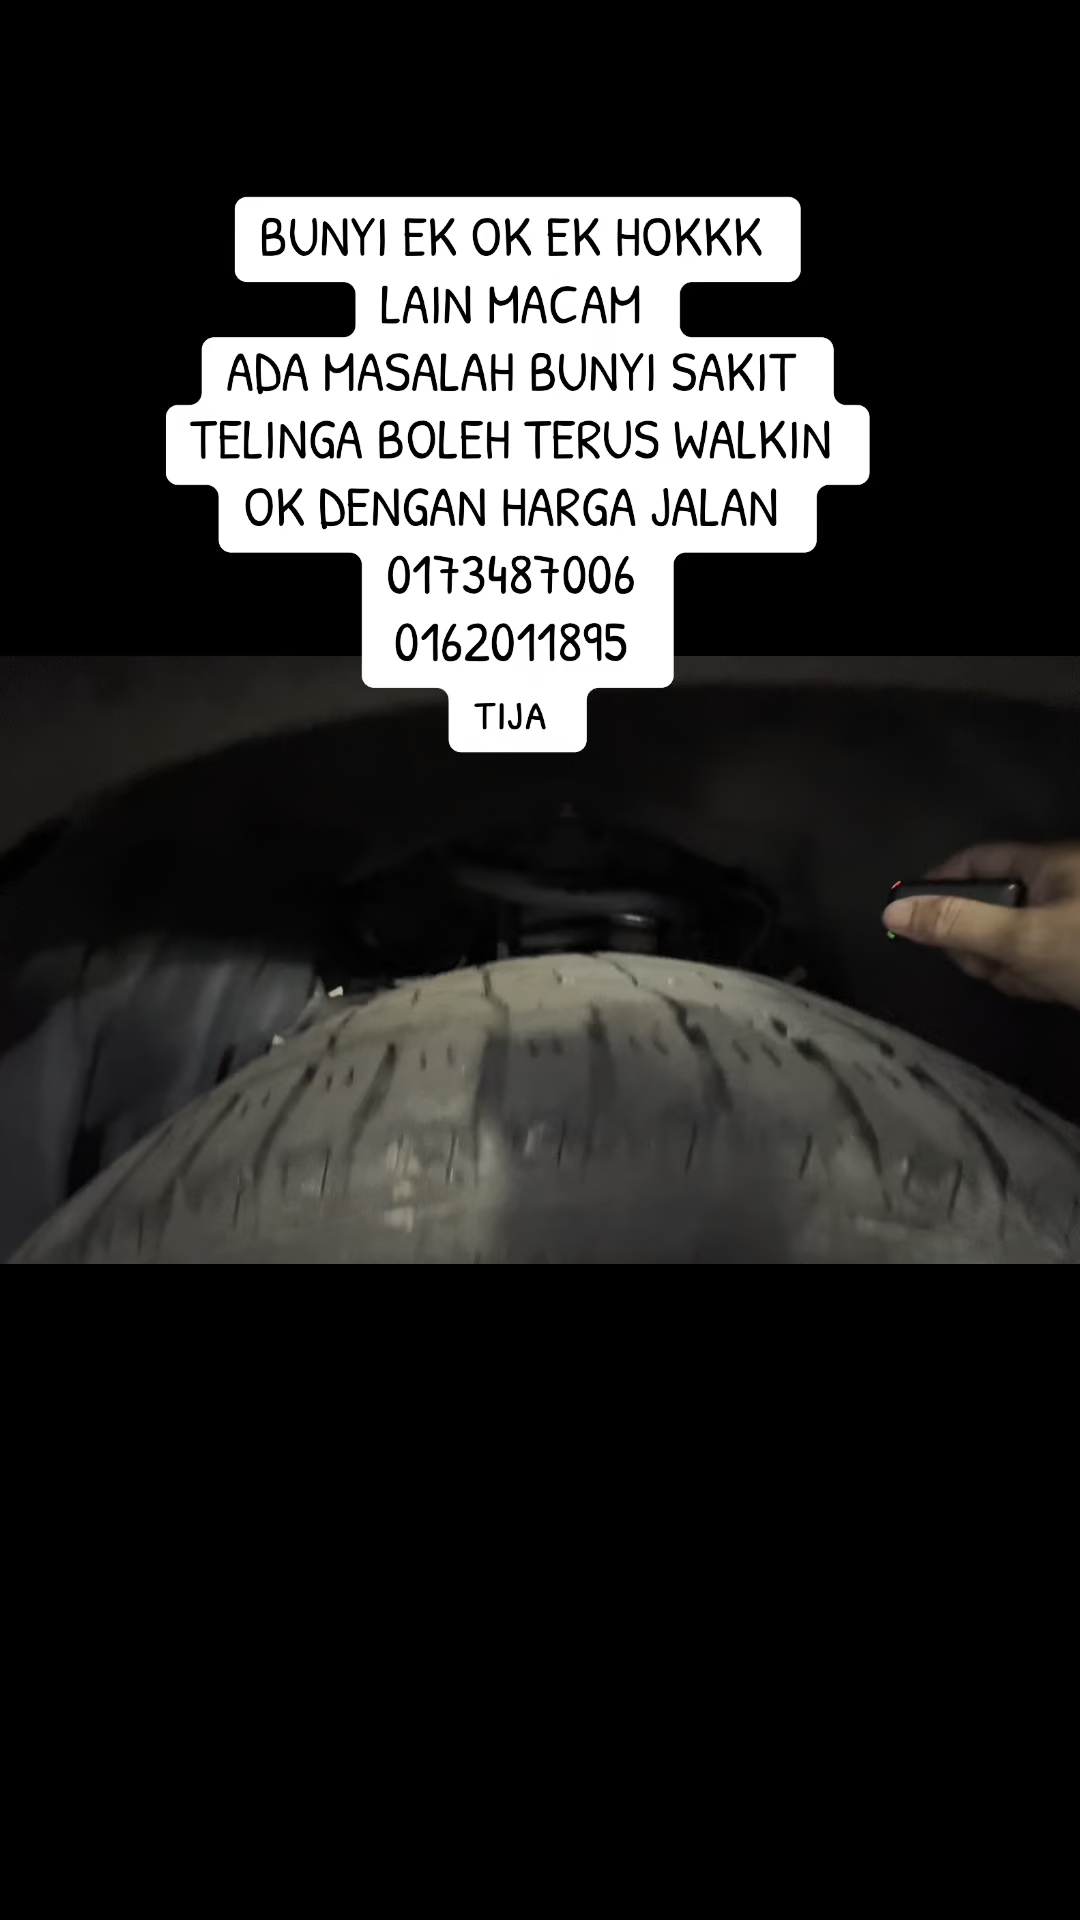 BUNYI EK OK EK HOKKK
LAIN MACAM
ADA MASALAH BUNYI SAKIT
TELINGA BOLEH TERUS WALKIN
OK DENGAN HARGA JALAN
0173487006
0162011895
TIJA